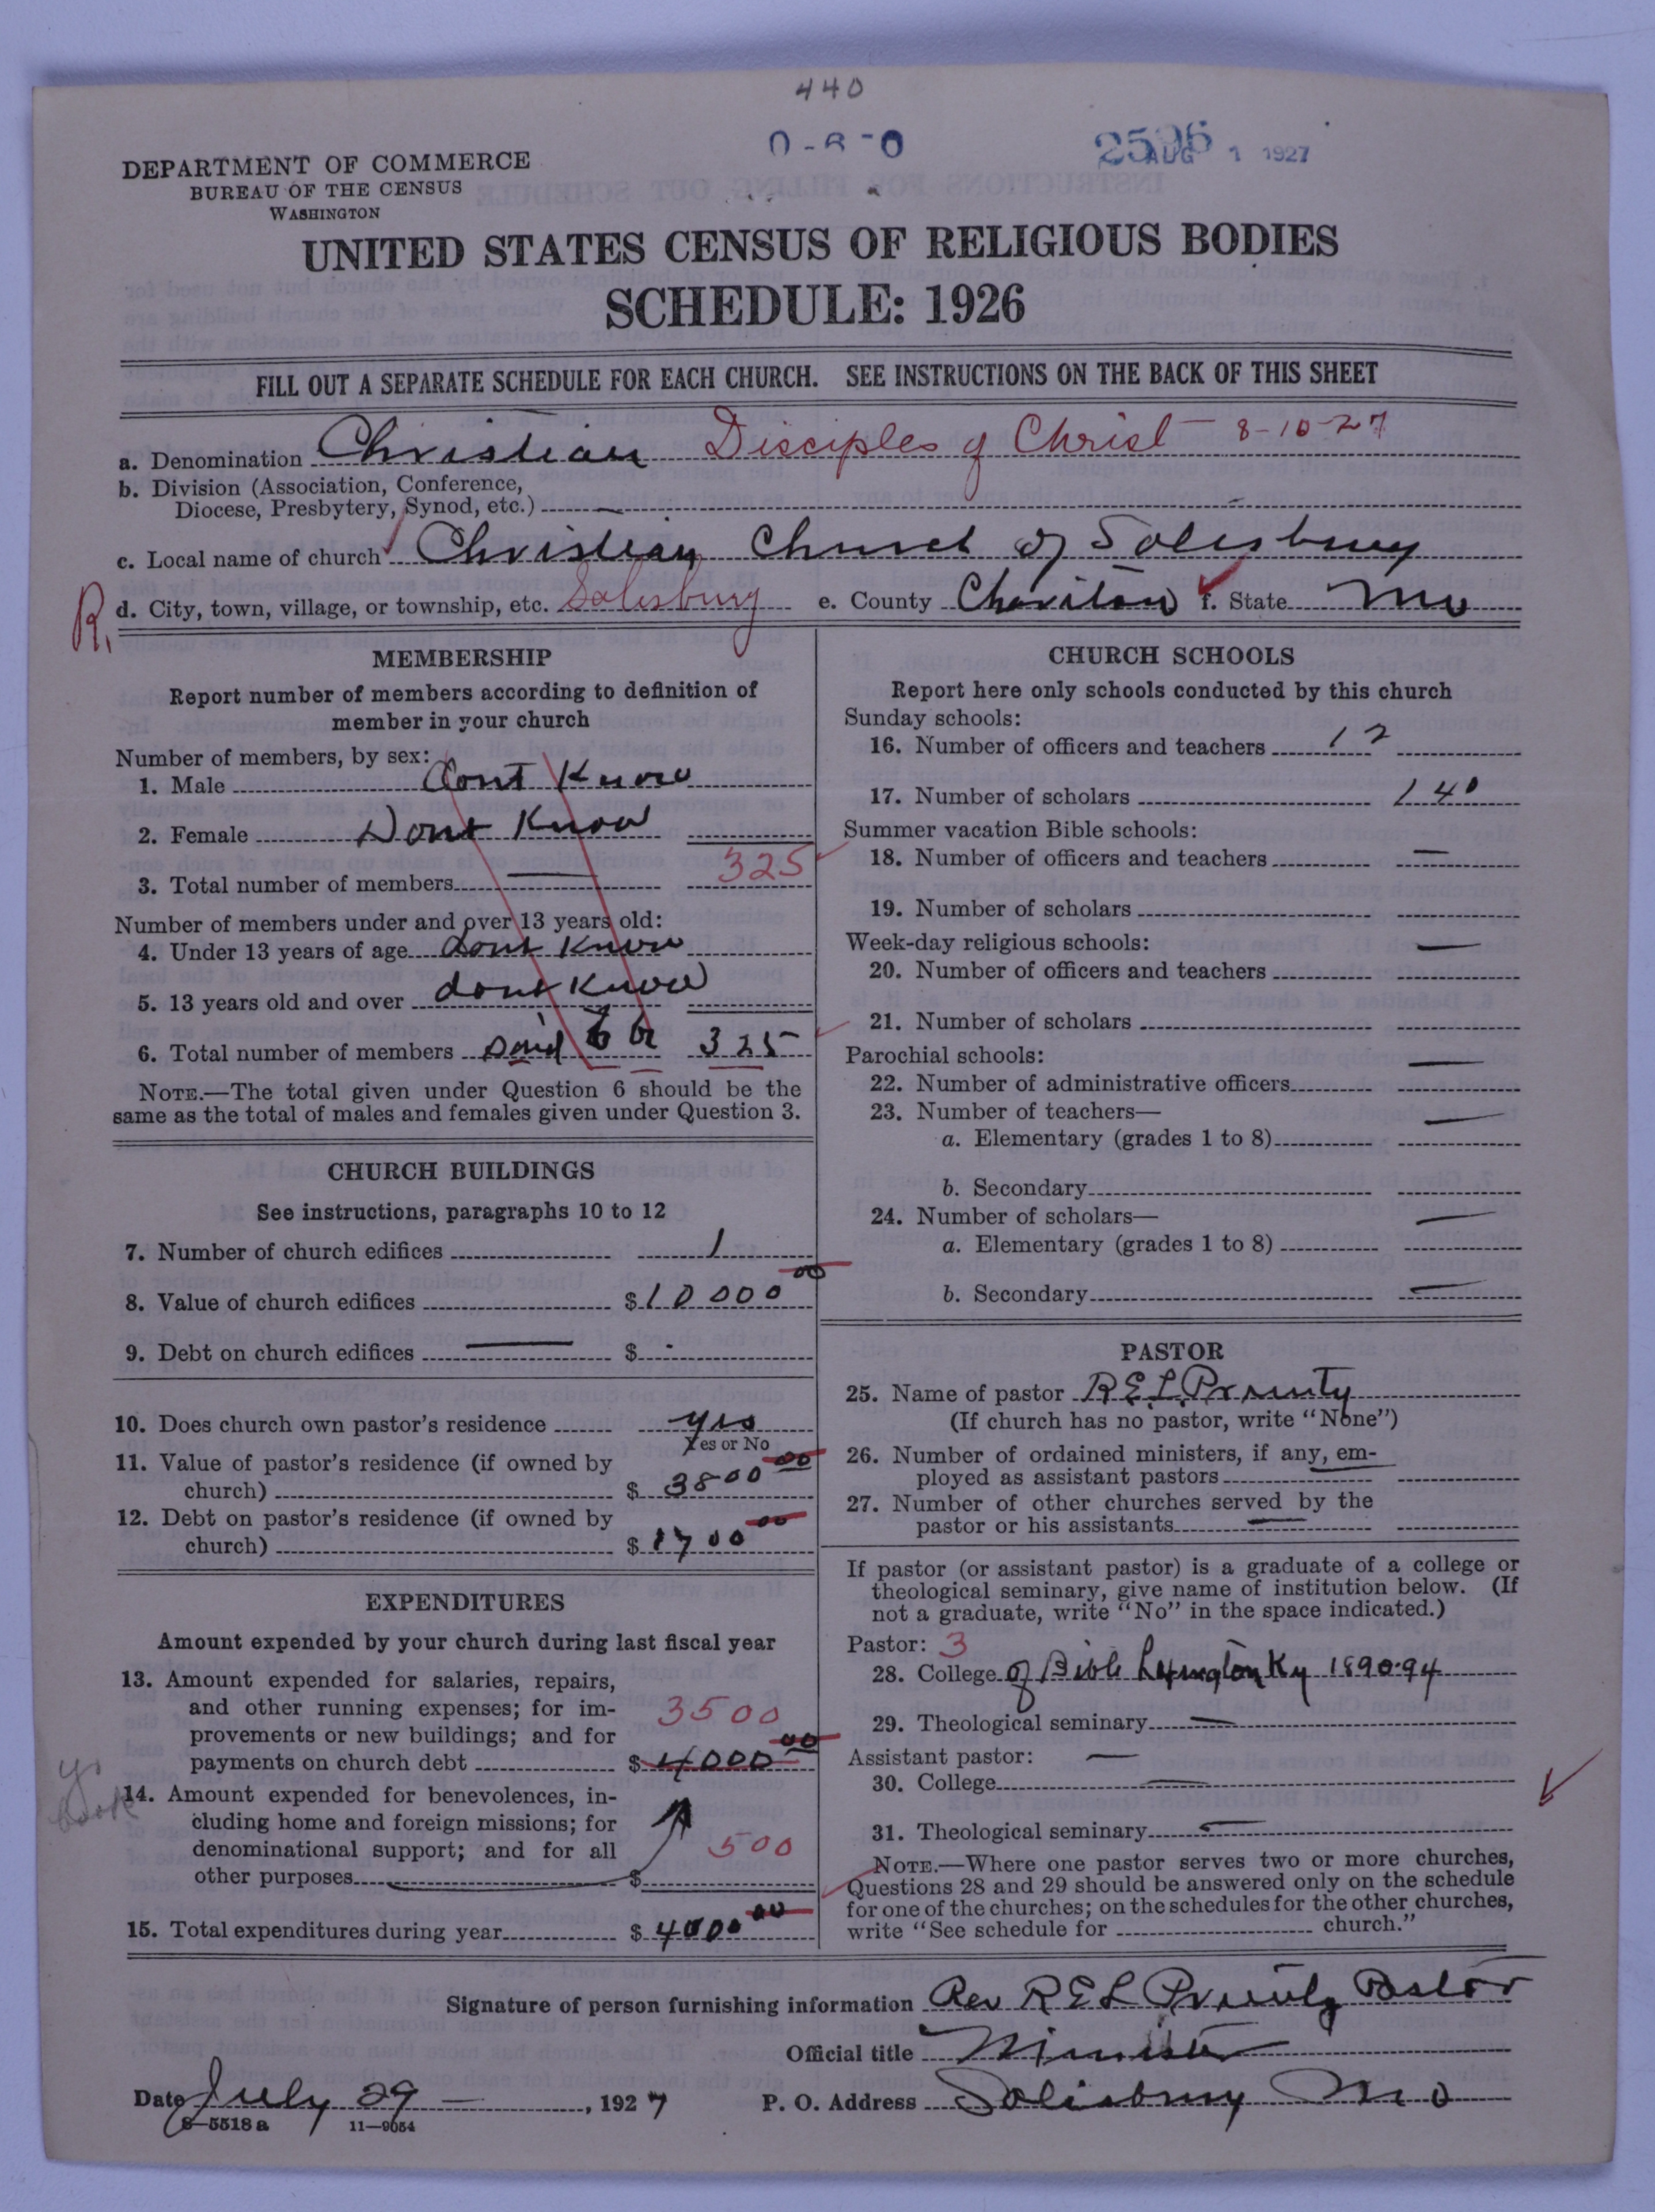 440
0-6-0
2596
AUG 1 1927
DEPARTMENT OF COMMERCE
BUREAU OF THE CENSUS
WASHINGTON
UNITED STATES CENSUS OF RELIGIOUS BODIES
SCHEDULE: 1926
FILL OUT A SEPARATE SCHEDULE FOR EACH CHURCH. SEE INSTRUCTIONS ON THE BACK OF THIS SHEET
a. Denomination Christian Disciples of Christ 8-10-27
b. Division (Association, Conference,
Diocese, Presbytery, Synod, etc.) —
c. Local name of church Christian Church of Salisbury
R. d. City, town, village, or township, etc. Salisbury e. County Chariton f. State Mo
MEMBERSHIP
Report number of members according to definition of
member in your church
Number of members, by sex:
1. Male dont Know
2. Female Dont Know
3. Total number of members — 325
Number of members under and over 13 years old:
4. Under 13 years of age dont Know
5. 13 years old and over dont Know
6. Total number of members Said to be 325
NOTE.—The total given under Question 6 should be the
same as the total of males and females given under Question 3.
CHURCH BUILDINGS
See instructions, paragraphs 10 to 12
7. Number of church edifices 1
8. Value of church edifices $10000 00
9. Debt on church edifices — $
10. Does church own pastor's residence yes
Yes or No
11. Value of pastor's residence (if owned by
church) $ 3800 00
12. Debt on pastor's residence (if owned by
church) $ 1700 00
EXPENDITURES
Amount expended by your church during last fiscal year
13. Amount expended for salaries, repairs,
and other running expenses; for im-
provements or new buildings; and for
payments on church debt $ 4000 00
3500
14. Amount expended for benevolences, in-
cluding home and foreign missions; for
denominational support; and for all
other purposes $
500
15. Total expenditures during year $ 4000 00
CHURCH SCHOOLS
Report here only schools conducted by this church
Sunday schools:
16. Number of officers and teachers 12
17. Number of scholars 140
Summer vacation Bible schools:
18. Number of officers and teachers —
19. Number of scholars
Week-day religious schools: —
20. Number of officers and teachers
21. Number of scholars
Parochial schools: —
22. Number of administrative officers
23. Number of teachers— —
a. Elementary (grades 1 to 8)
b. Secondary
24. Number of scholars— —
a. Elementary (grades 1 to 8)
b. Secondary —
PASTOR
25. Name of pastor R E L Prunty
(If church has no pastor, write "None")
26. Number of ordained ministers, if any, em-
ployed as assistant pastors
27. Number of other churches served by the
pastor or his assistants —
If pastor (or assistant pastor) is a graduate of a college or
theological seminary, give name of institution below. (If
not a graduate, write "No" in the space indicated.)
Pastor: 3
28. College of Bible Lexington Ky 1890-94
29. Theological seminary —
Assistant pastor: —
30. College —
31. Theological seminary —
NOTE.—Where one pastor serves two or more churches,
Questions 28 and 29 should be answered only on the schedule
for one of the churches; on the schedules for the other churches,
write "See schedule for church."
Signature of person furnishing information Rev R E L Prunty Pastor
Official title Minister
Date July 29 —, 1927 P. O. Address Salisbury Mo
8—5518 a 11—9054